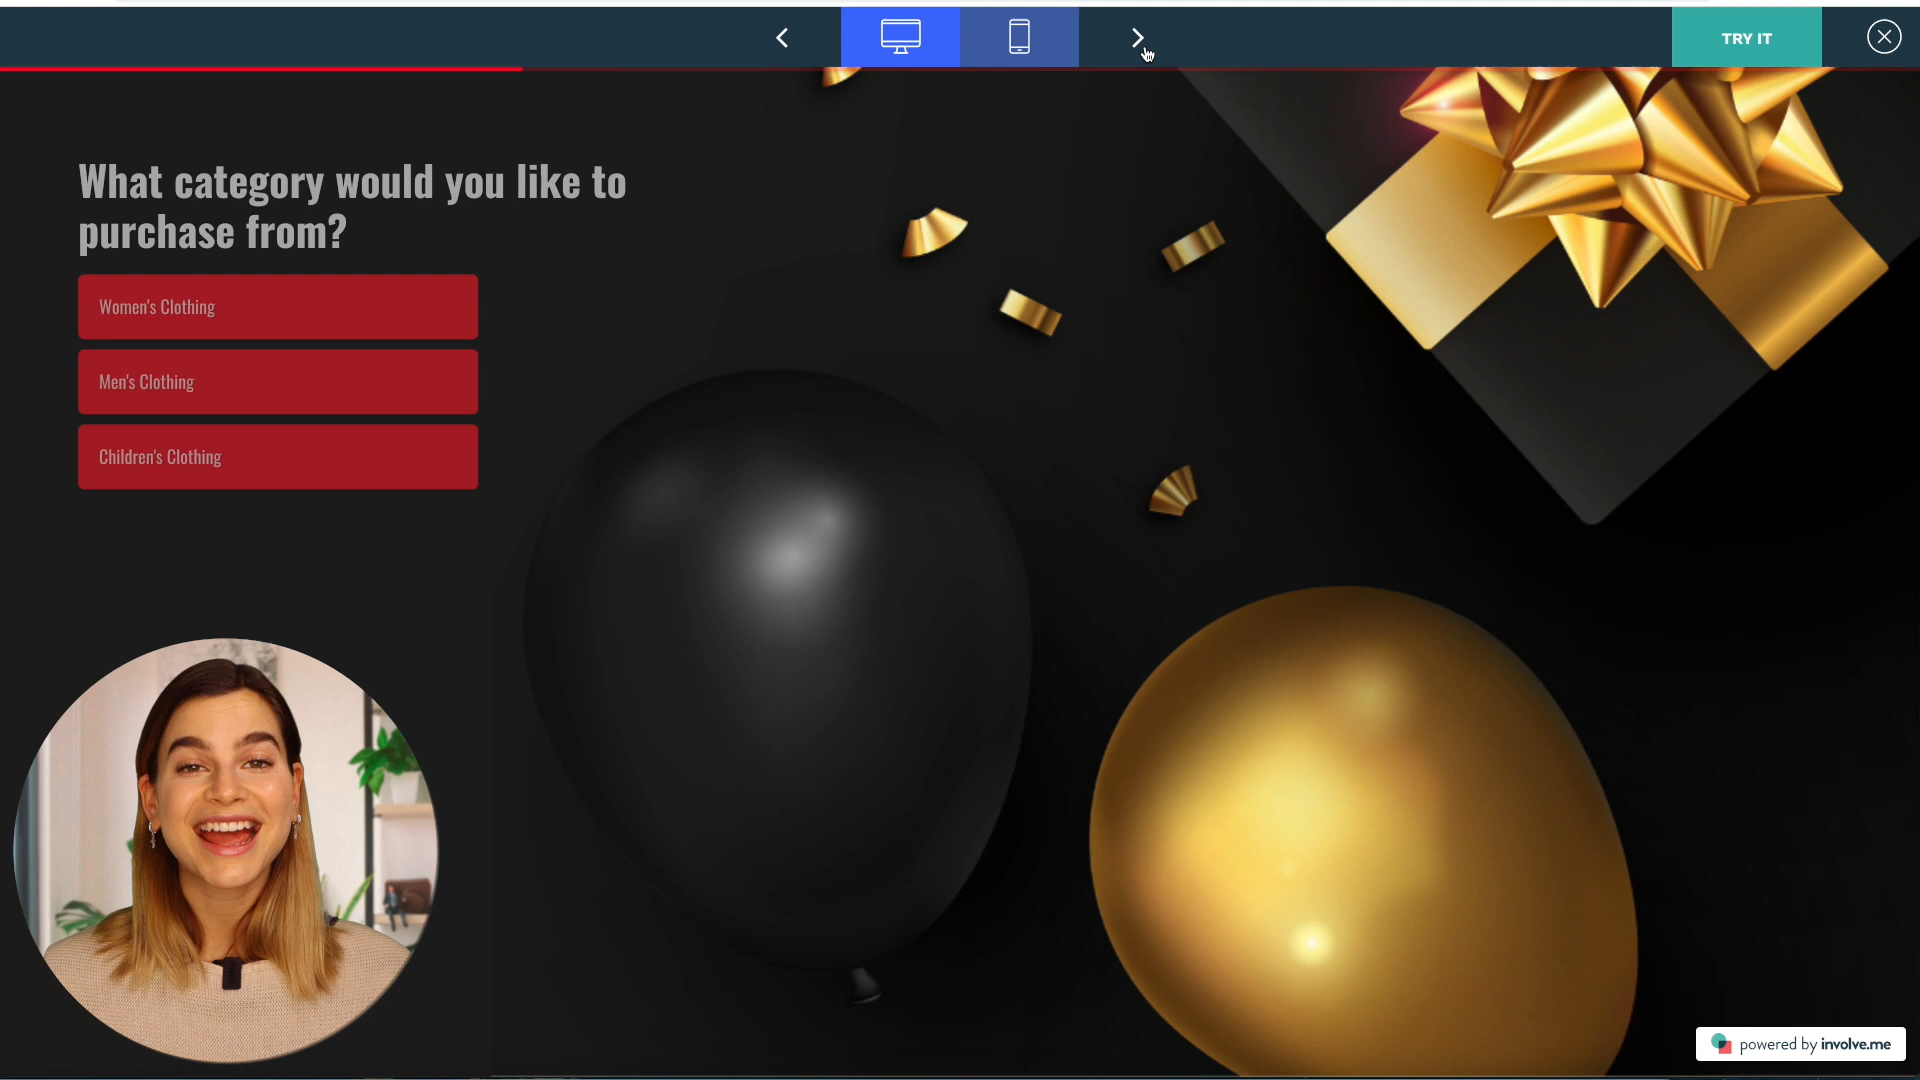 TRY IT
What category would you like to
purchase from?
Women's Clothing
Men's Clothing
Children's Clothing
powered by involve.me